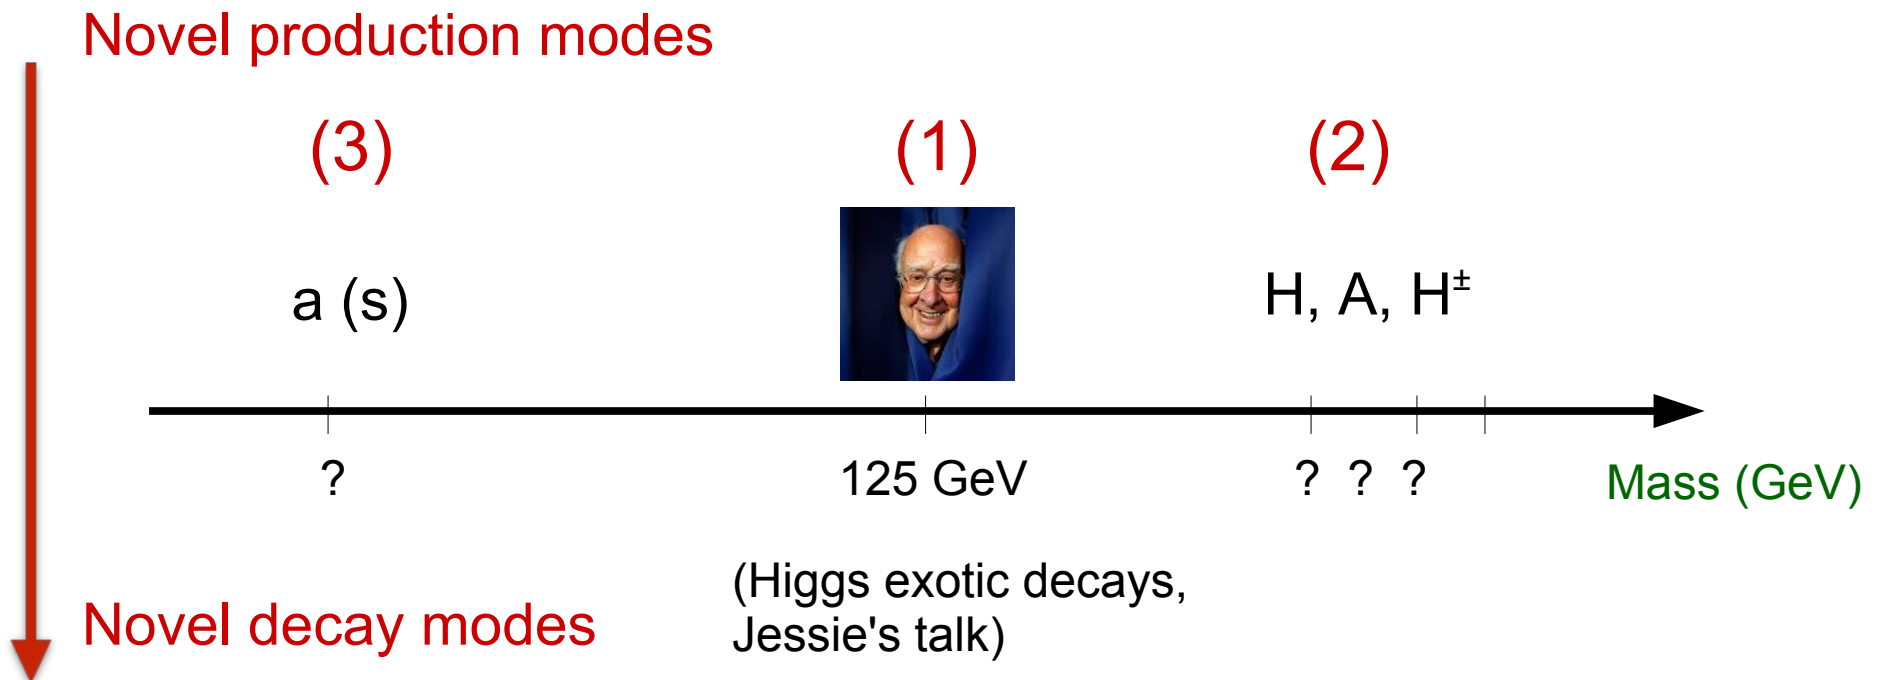 Novel production modes
(3) (1) (2)
a (s) H, A, H±
? 125 GeV ? ? ? Mass (GeV)
(Higgs exotic decays,
Jessie's talk)
Novel decay modes